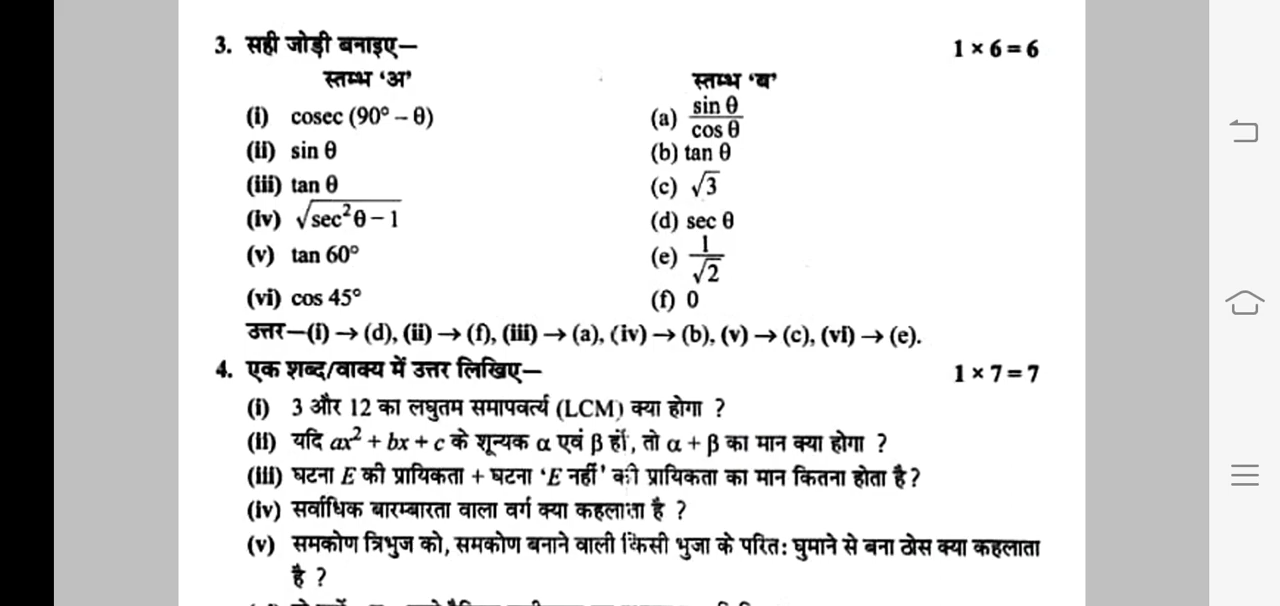 3. सही जोड़ी बनाइए— 1 × 6 = 6
स्तम्भ ‘अ’ स्तम्भ ‘ब’
(i) cosec (90° – θ) (a) sin θ / cos θ
(ii) sin θ (b) tan θ
(iii) tan θ (c) √3
(iv) √(sec²θ – 1) (d) sec θ
(v) tan 60° (e) 1/√2
(vi) cos 45° (f) 0
उत्तर—(i) → (d), (ii) → (f), (iii) → (a), (iv) → (b), (v) → (c), (vi) → (e).
4. एक शब्द/वाक्य में उत्तर लिखिए— 1 × 7 = 7
(i) 3 और 12 का लघुतम समापवर्त्य (LCM) क्या होगा ?
(ii) यदि ax² + bx + c के शून्यक α एवं β हों, तो α + β का मान क्या होगा ?
(iii) घटना E की प्रायिकता + घटना ‘E नहीं’ की प्रायिकता का मान कितना होता है?
(iv) सर्वाधिक बारम्बारता वाला वर्ग क्या कहलाता है ?
(v) समकोण त्रिभुज को, समकोण बनाने वाली किसी भुजा के परित: घुमाने से बना ठोस क्या कहलाता
है ?